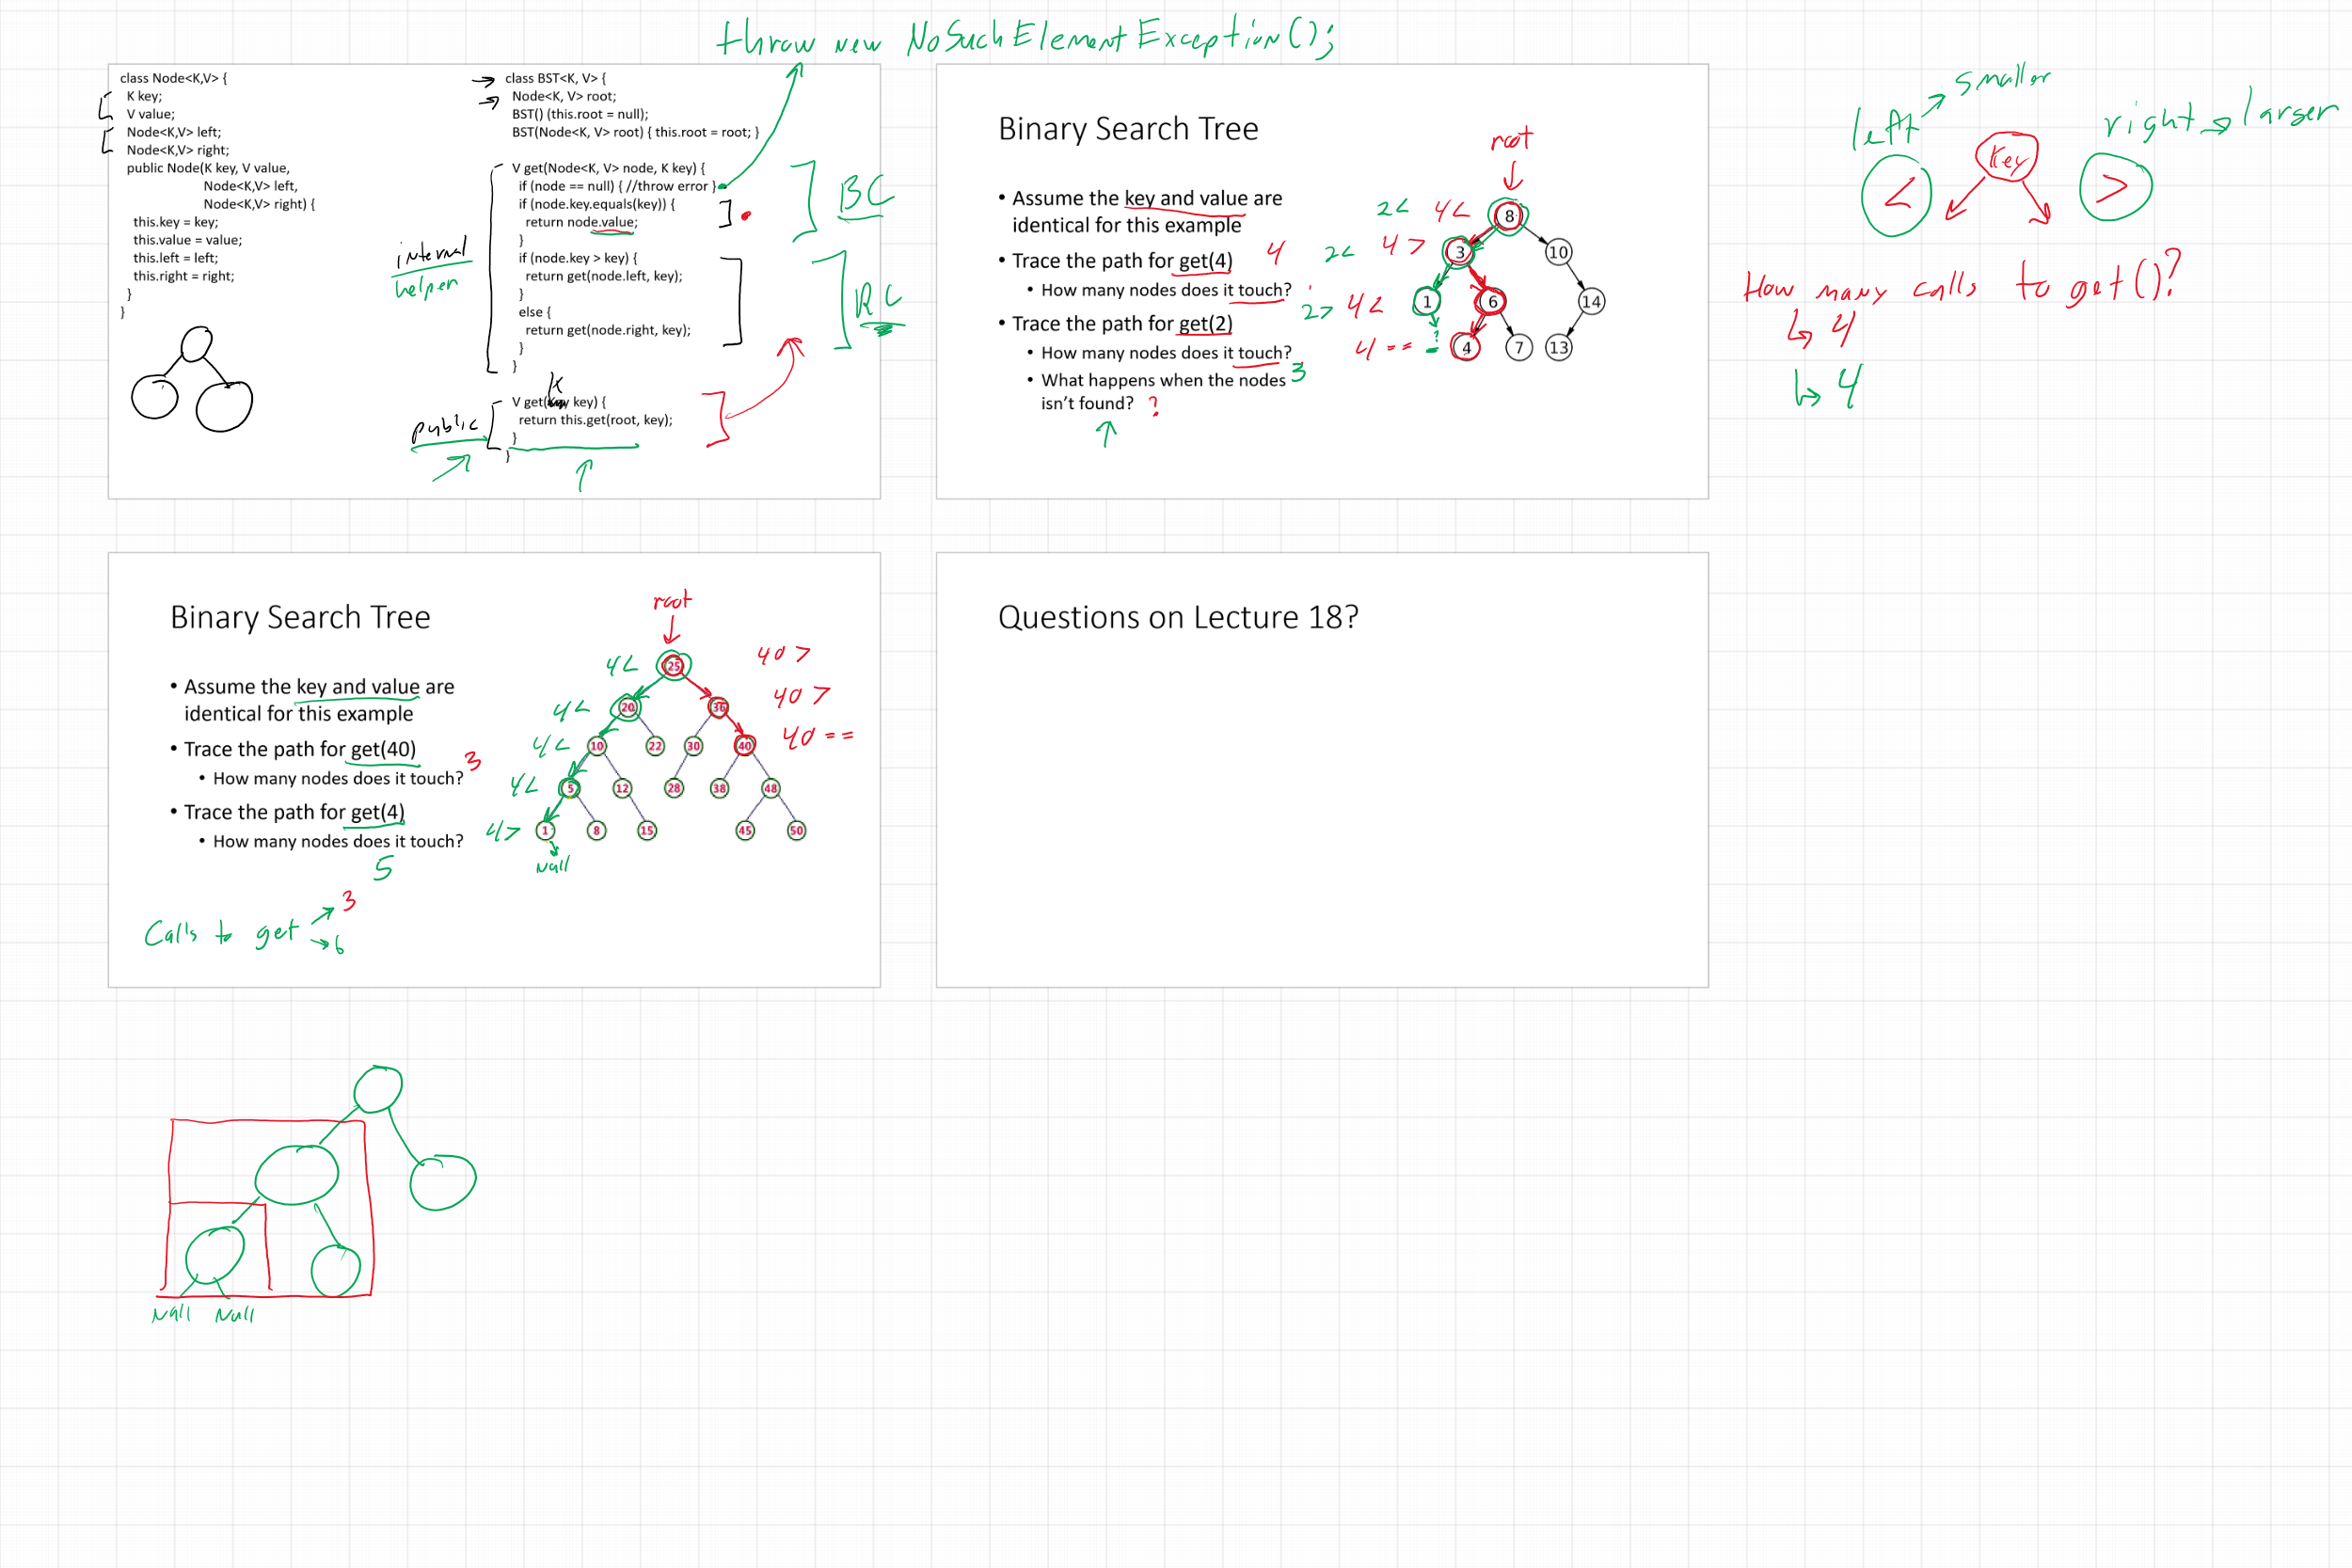 throw new NoSuchElementException();
class Node<K,V> {
K key;
V value;
Node<K,V> left;
Node<K,V> right;
public Node(K key, V value,
Node<K,V> left,
Node<K,V> right) {
this.key = key;
this.value = value;
this.left = left;
this.right = right;
}
}
class BST<K, V> {
Node<K, V> root;
BST() (this.root = null);
BST(Node<K, V> root) { this.root = root; }
V get(Node<K, V> node, K key) {
if (node == null) { //throw error }
if (node.key.equals(key)) {
return node.value;
}
if (node.key > key) {
return get(node.left, key);
}
else {
return get(node.right, key);
}
}
K
V get(Key key) {
return this.get(root, key);
}
}
internal
helper
public
BC
RC
Binary Search Tree
• Assume the key and value are
identical for this example
• Trace the path for get(4) 4
• How many nodes does it touch?
• Trace the path for get(2)
• How many nodes does it touch?
3
• What happens when the nodes
isn't found? ?
root
2< 4< 8
2< 4> 3 10
2> 4< 1 6 14
4 == ? 4 7 13
left → smaller
right → larger
key
< >
How many calls to get()?
↳ 4
↳ 4
Binary Search Tree
• Assume the key and value are
identical for this example
• Trace the path for get(40)
3
• How many nodes does it touch?
• Trace the path for get(4)
• How many nodes does it touch?
5
Calls to get → 3
→ 6
root
4< 25 40 >
4< 20 36 40 >
4< 10 22 30 40 40 ==
4< 5 12 28 38 48
4> 1 8 15 45 50
null
Questions on Lecture 18?
Null Null